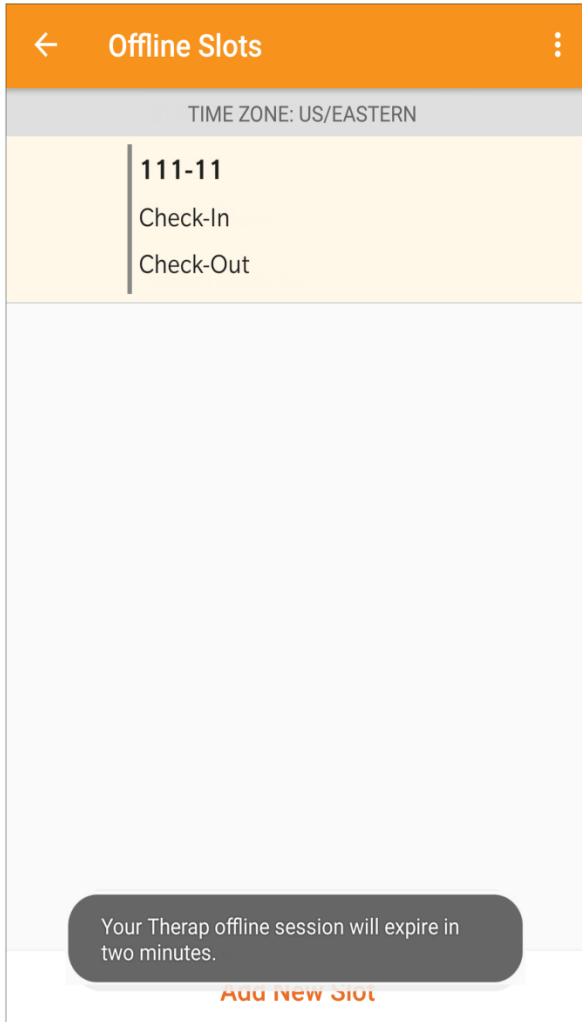 Offline Slots
TIME ZONE: US/EASTERN
111-11
Check-In
Check-Out
Your Therap offline session will expire in
two minutes.
Add New Slot